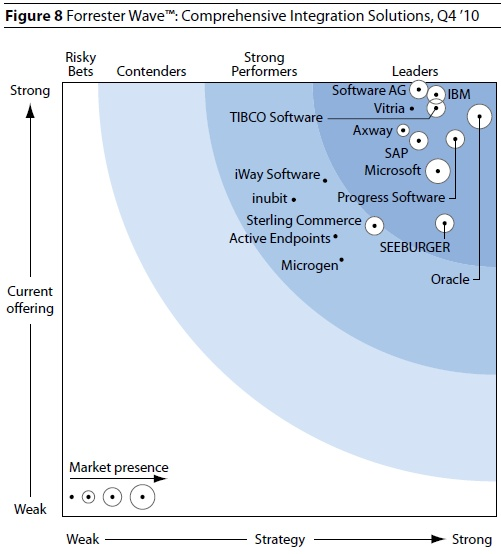 Figure 8 Forrester Wave™: Comprehensive Integration Solutions, Q4 ’10
Risky
Bets
Contenders
Strong
Performers
Leaders
Strong
Software AG
IBM
Vitria
TIBCO Software
Axway
SAP
iWay Software
Microsoft
inubit
Progress Software
Sterling Commerce
Active Endpoints
SEEBURGER
Microgen
Oracle
Current
offering
Market presence
Weak
Weak
Strategy
Strong